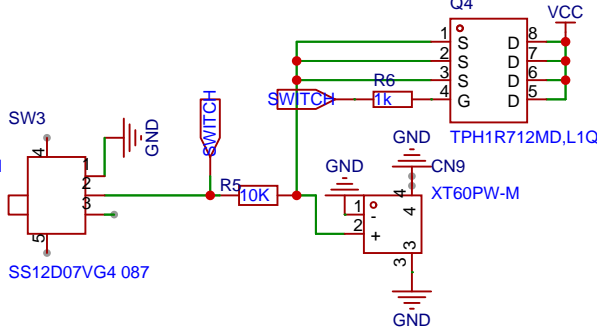 Q4
VCC
1 S D 8
2 S D 7
3 S D 6
4 G D 5
SWITCH
R6
1k
TPH1R712MD,L1Q
SW3
4
GND
SWITCH
1
2
3
5
SS12D07VG4 087
R5
10K
GND
GND
CN9
XT60PW-M
4
4
1 -
2 +
3
3
GND